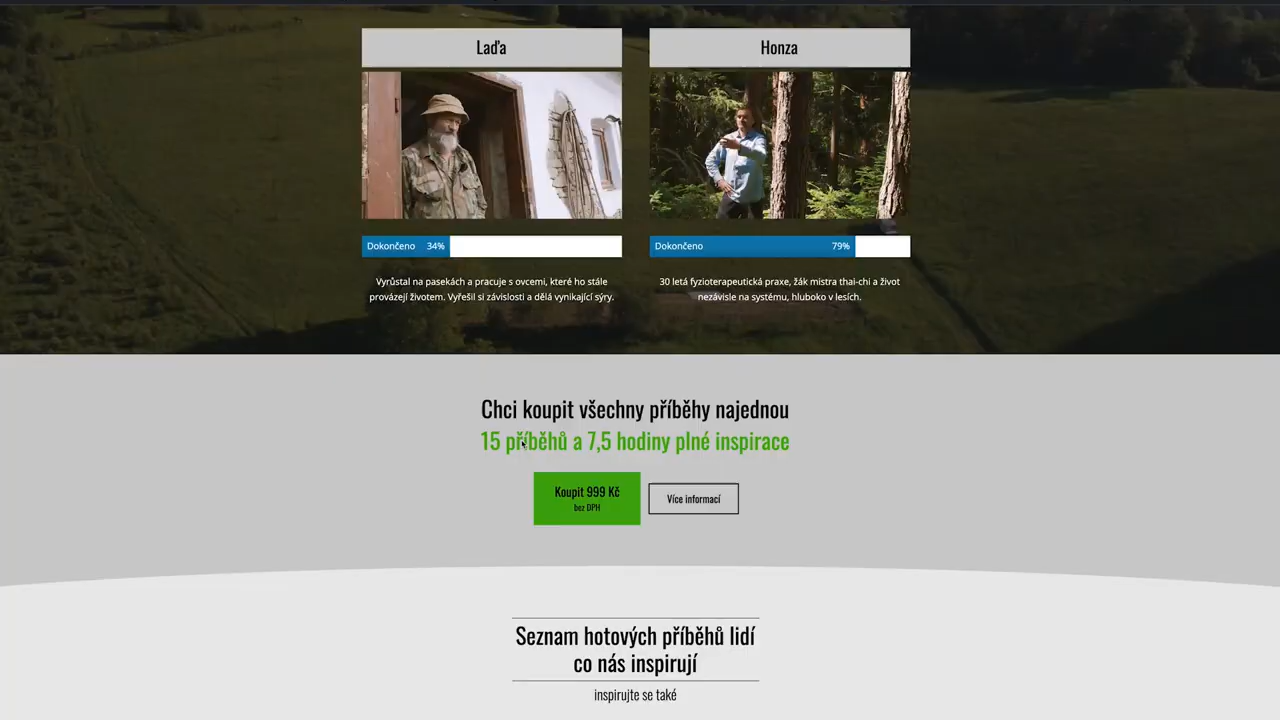 Laďa
Honza
Dokončeno 34%
Dokončeno 79%
Vyrůstal na pasekách a pracuje s ovcemi, které ho stále
provázejí životem. Vyřešil si závislosti a dělá vynikající sýry.
30 letá fyzioterapeutická praxe, žák mistra thai-chi a život
nezávisle na systému, hluboko v lesích.
Chci koupit všechny příběhy najednou
15 příběhů a 7,5 hodiny plné inspirace
Koupit 999 Kč
bez DPH
Více informací
Seznam hotových příběhů lidí
co nás inspirují
inspirujte se také